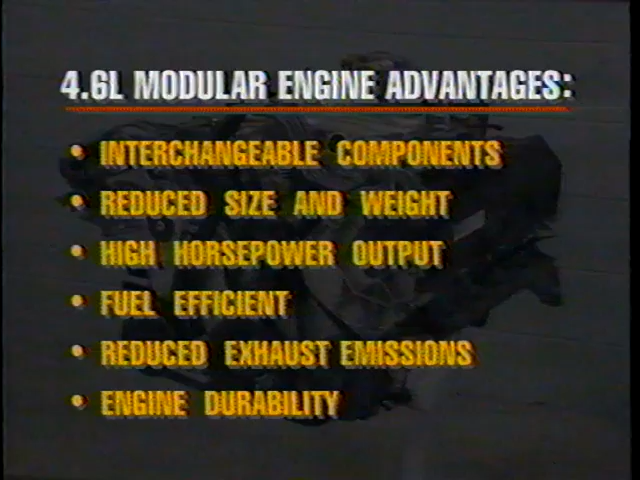 4.6L MODULAR ENGINE ADVANTAGES:
• INTERCHANGEABLE COMPONENTS
• REDUCED SIZE AND WEIGHT
• HIGH HORSEPOWER OUTPUT
• FUEL EFFICIENT
• REDUCED EXHAUST EMISSIONS
• ENGINE DURABILITY